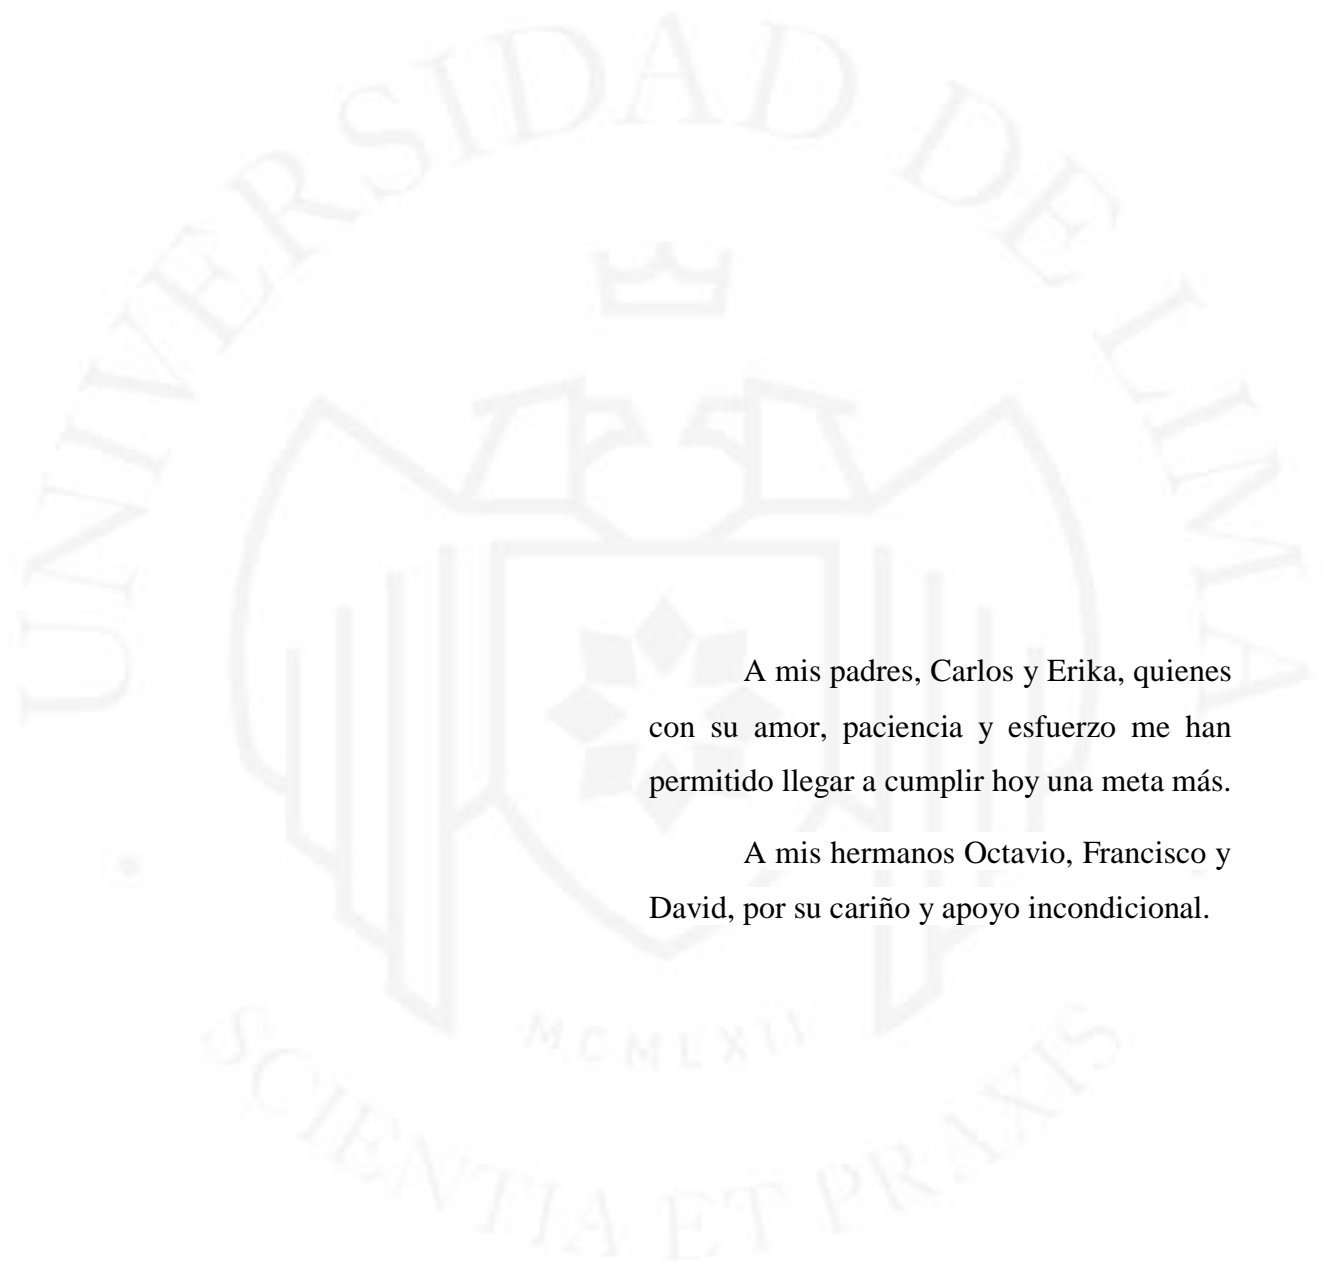 UNIVERSIDAD DE LIMA
A mis padres, Carlos y Erika, quienes
con su amor, paciencia y esfuerzo me han
permitido llegar a cumplir hoy una meta más.
A mis hermanos Octavio, Francisco y
David, por su cariño y apoyo incondicional.
MCMLXII
SCIENTIA ET PRAXIS